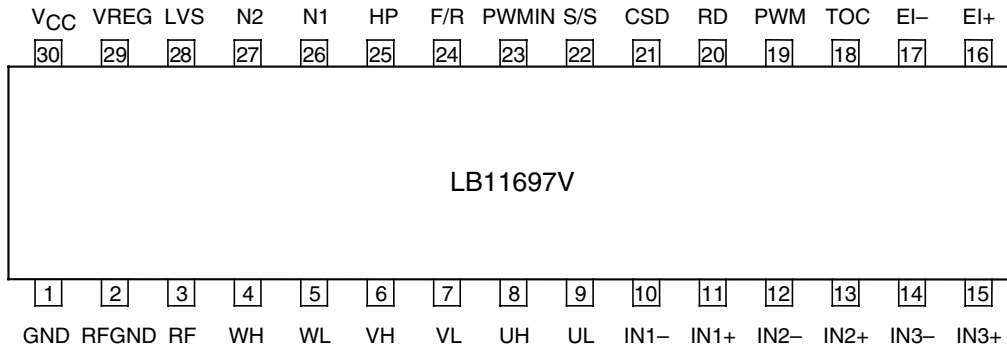 VCC VREG LVS N2 N1 HP F/R PWMIN S/S CSD RD PWM TOC EI– EI+
30 29 28 27 26 25 24 23 22 21 20 19 18 17 16
LB11697V
1 2 3 4 5 6 7 8 9 10 11 12 13 14 15
GND RFGND RF WH WL VH VL UH UL IN1– IN1+ IN2– IN2+ IN3– IN3+